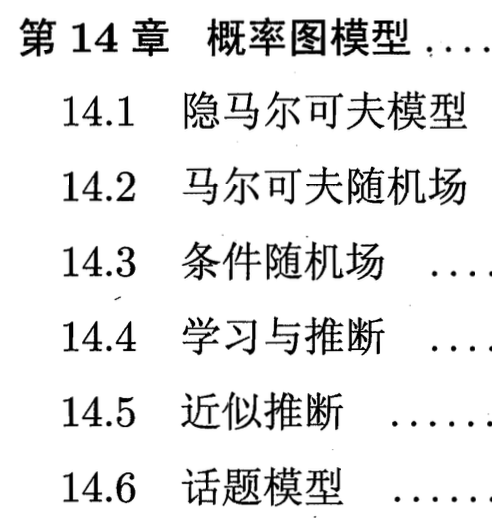 第 14 章 概率图模型 ....
14.1 隐马尔可夫模型
14.2 马尔可夫随机场
14.3 条件随机场 ....
14.4 学习与推断 ....
14.5 近似推断 ......
14.6 话题模型 ......